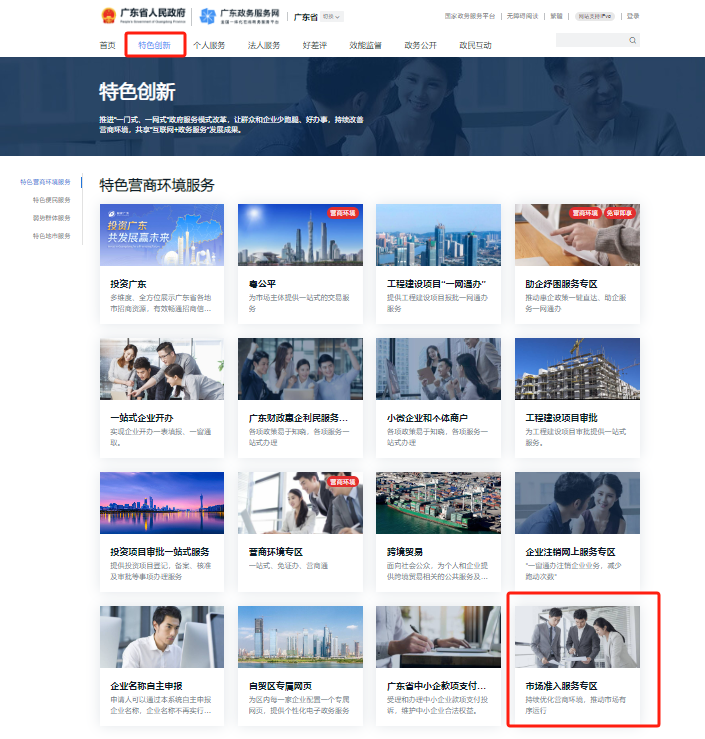 广东省人民政府
广东政务服务网
全国一体化在线政务服务平台
广东省 切换
国家政务服务平台 无障碍阅读 繁體 网站支持IPv6 登录
首页 特色创新 个人服务 法人服务 好差评 效能监督 政务公开 政民互动
特色创新
推进“一门式、一网式”政府服务模式改革，让群众和企业少跑腿、好办事，持续改善
营商环境，共享“互联网+政务服务”发展成果。
特色营商环境服务
特色便民服务
弱势群体服务
特色地市服务
特色营商环境服务
投资广东
共发展赢未来
投资广东
多维度、全方位展示广东省各地
市招商资源，有效畅通招商信...
营商环境
粤公平
为市场主体提供一站式的交易服
务
工程建设项目“一网通办”
提供工程建设项目报批一网通办
服务
营商环境 免审即享
助企纾困服务专区
推动惠企政策一键直达、助企服
务一网通办
一站式企业开办
实现企业开办一表填报、一窗通
取。
广东财政惠企利民服务...
各项政策易于知晓、各项服务一
站式办理
小微企业和个体商户
各项政策易于知晓、各项服务一
站式办理
工程建设项目审批
为工程建设项目审批提供一站式
服务。
投资项目审批一站式服务
提供投资项目登记、备案、核准
及审批等事项办理服务
营商环境
营商环境专区
一站式、免证办、营商通
跨境贸易
面向社会公众，为个人和企业提
供跨境贸易相关的公共服务及...
企业注销网上服务专区
“一窗通办注销企业业务，减少
跑动次数”
企业名称自主申报
申请人可以通过本系统自主申报
企业名称，企业名称不再实行...
自贸区专属网页
为区内每一家企业配置一个专属
网页，提供个性化电子政务服务
广东省中小企款项支付...
受理和办理中小企业款项支付投
诉，维护中小企业合法权益。
市场准入服务专区
持续优化营商环境，推动市场有
序运行